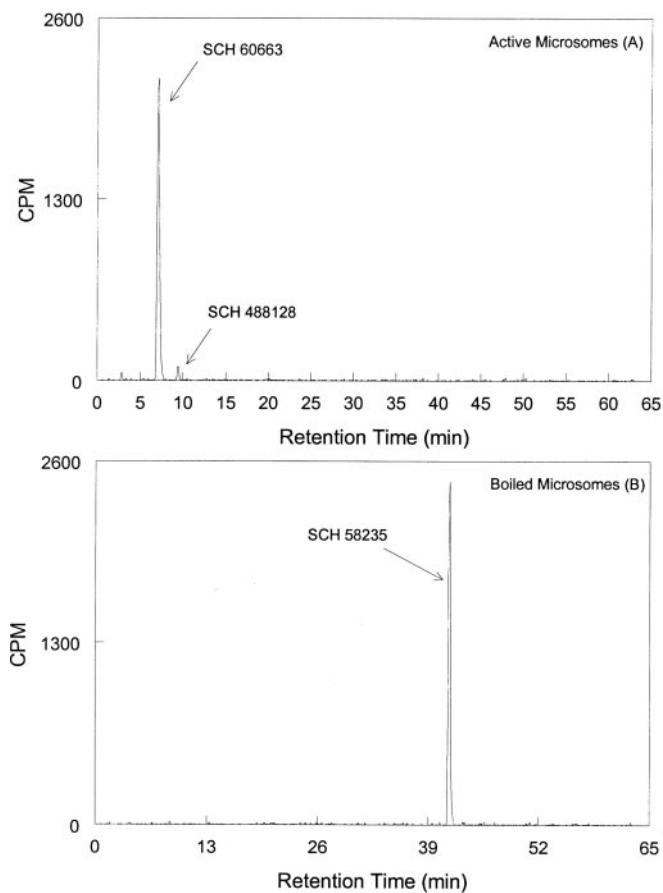 2600
Active Microsomes (A)
SCH 60663
CPM
1300
SCH 488128
0
0 5 10 15 20 25 30 35 40 45 50 55 60 65
Retention Time (min)
2600
Boiled Microsomes (B)
SCH 58235
CPM
1300
0
0 13 26 39 52 65
Retention Time (min)